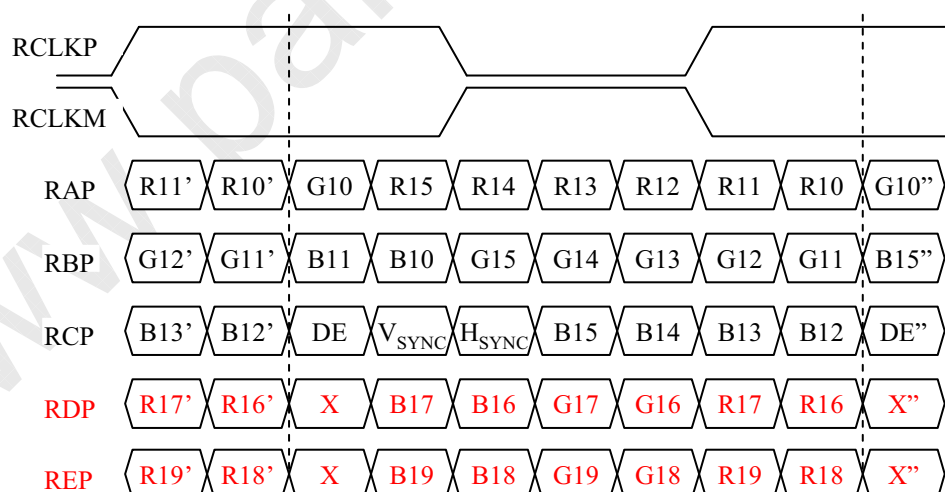 RCLKP
RCLKM
RAP R11’ R10’ G10 R15 R14 R13 R12 R11 R10 G10”
RBP G12’ G11’ B11 B10 G15 G14 G13 G12 G11 B15”
RCP B13’ B12’ DE VSYNC HSYNC B15 B14 B13 B12 DE”
RDP R17’ R16’ X B17 B16 G17 G16 R17 R16 X”
REP R19’ R18’ X B19 B18 G19 G18 R19 R18 X”